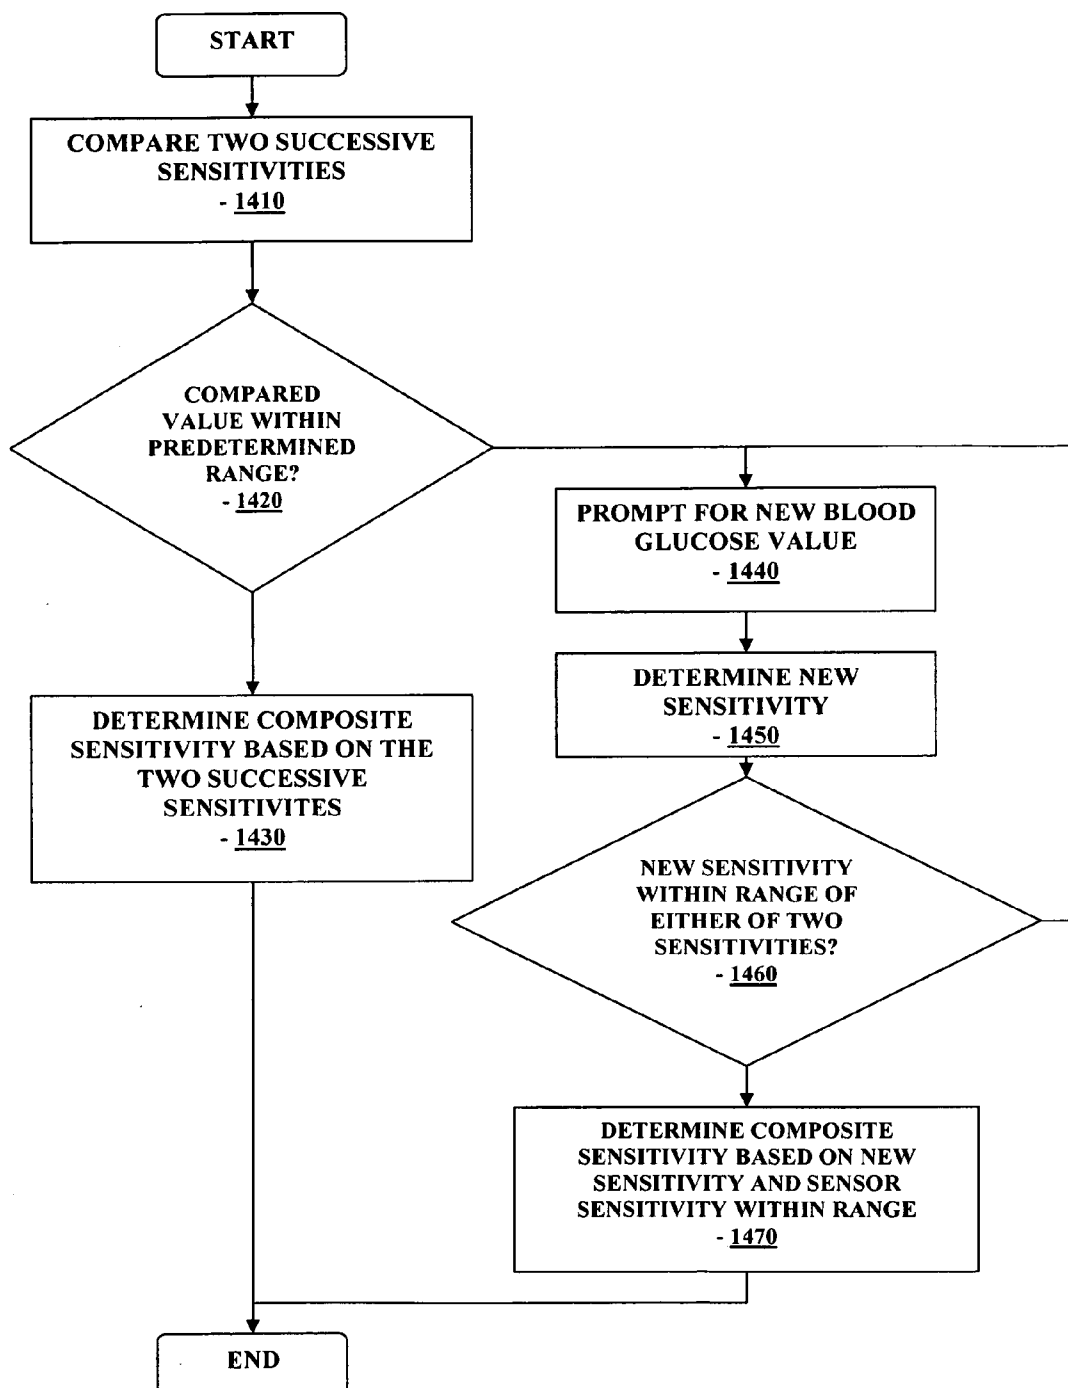 START
COMPARE TWO SUCCESSIVE
SENSITIVITIES
- 1410
COMPARED
VALUE WITHIN
PREDETERMINED
RANGE?
- 1420
DETERMINE COMPOSITE
SENSITIVITY BASED ON THE
TWO SUCCESSIVE
SENSITIVITES
- 1430
PROMPT FOR NEW BLOOD
GLUCOSE VALUE
- 1440
DETERMINE NEW
SENSITIVITY
- 1450
NEW SENSITIVITY
WITHIN RANGE OF
EITHER OF TWO
SENSITIVITIES?
- 1460
DETERMINE COMPOSITE
SENSITIVITY BASED ON NEW
SENSITIVITY AND SENSOR
SENSITIVITY WITHIN RANGE
- 1470
END